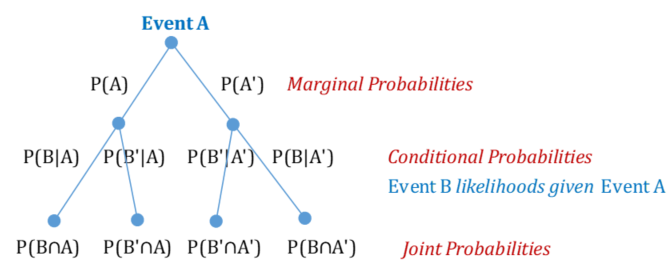 Event A
P(A) P(A') Marginal Probabilities
P(B|A) P(B'|A) P(B'|A') P(B|A') Conditional Probabilities
Event B likelihoods given Event A
P(B∩A) P(B'∩A) P(B'∩A') P(B∩A') Joint Probabilities